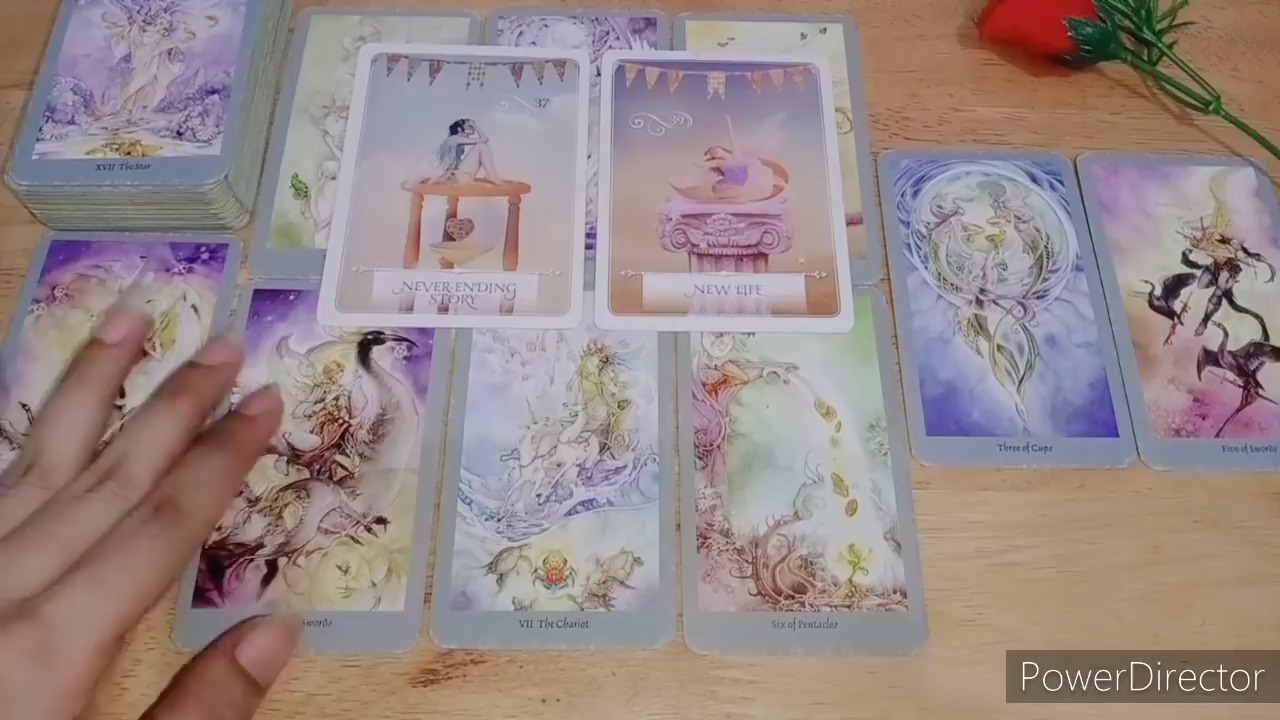 XVII The Star
37
39
NEVER-ENDING
STORY
NEW LIFE
Three of Cups
Five of Swords
Swords
VII The Chariot
Six of Pentacles
PowerDirector